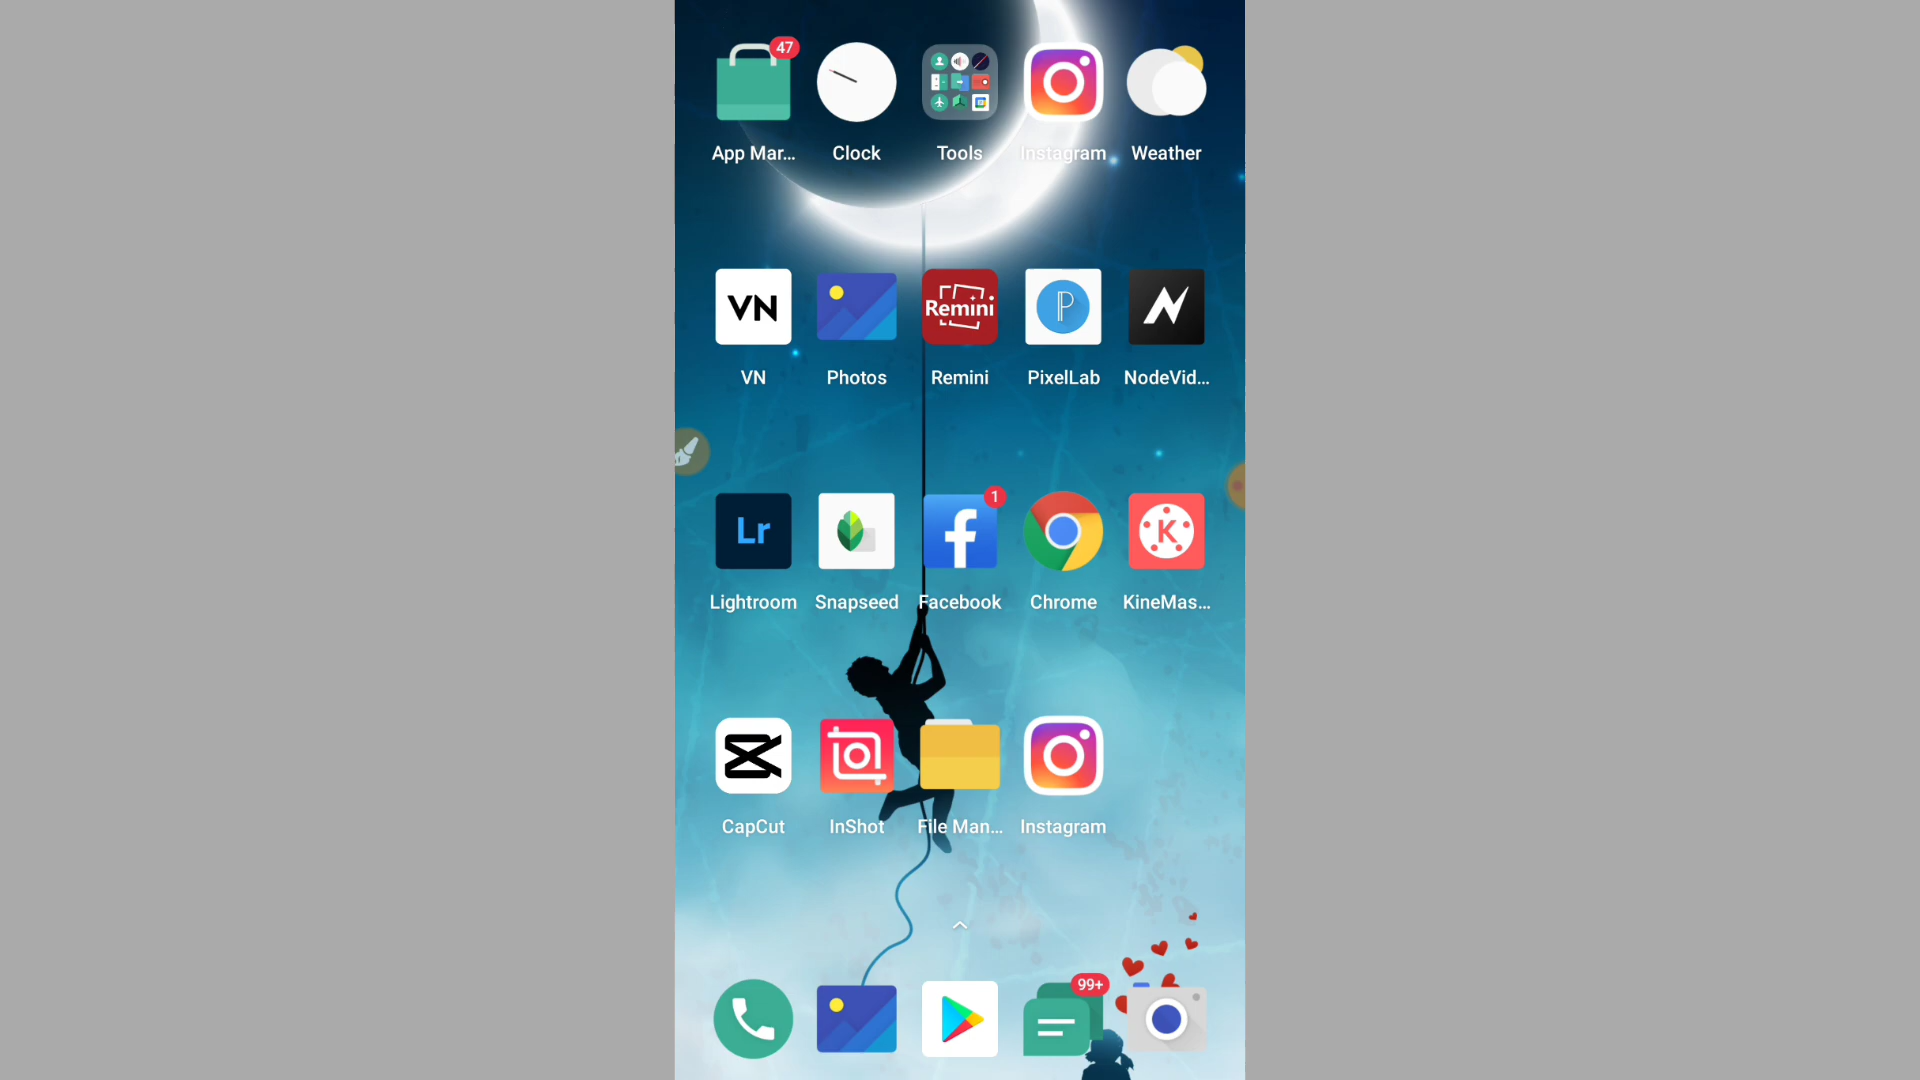 47
App Mar... Clock Tools Instagram Weather
VN Remini
VN Photos Remini PixelLab NodeVid...
Lr 1 K
Lightroom Snapseed Facebook Chrome KineMas...
CapCut InShot File Man... Instagram
99+